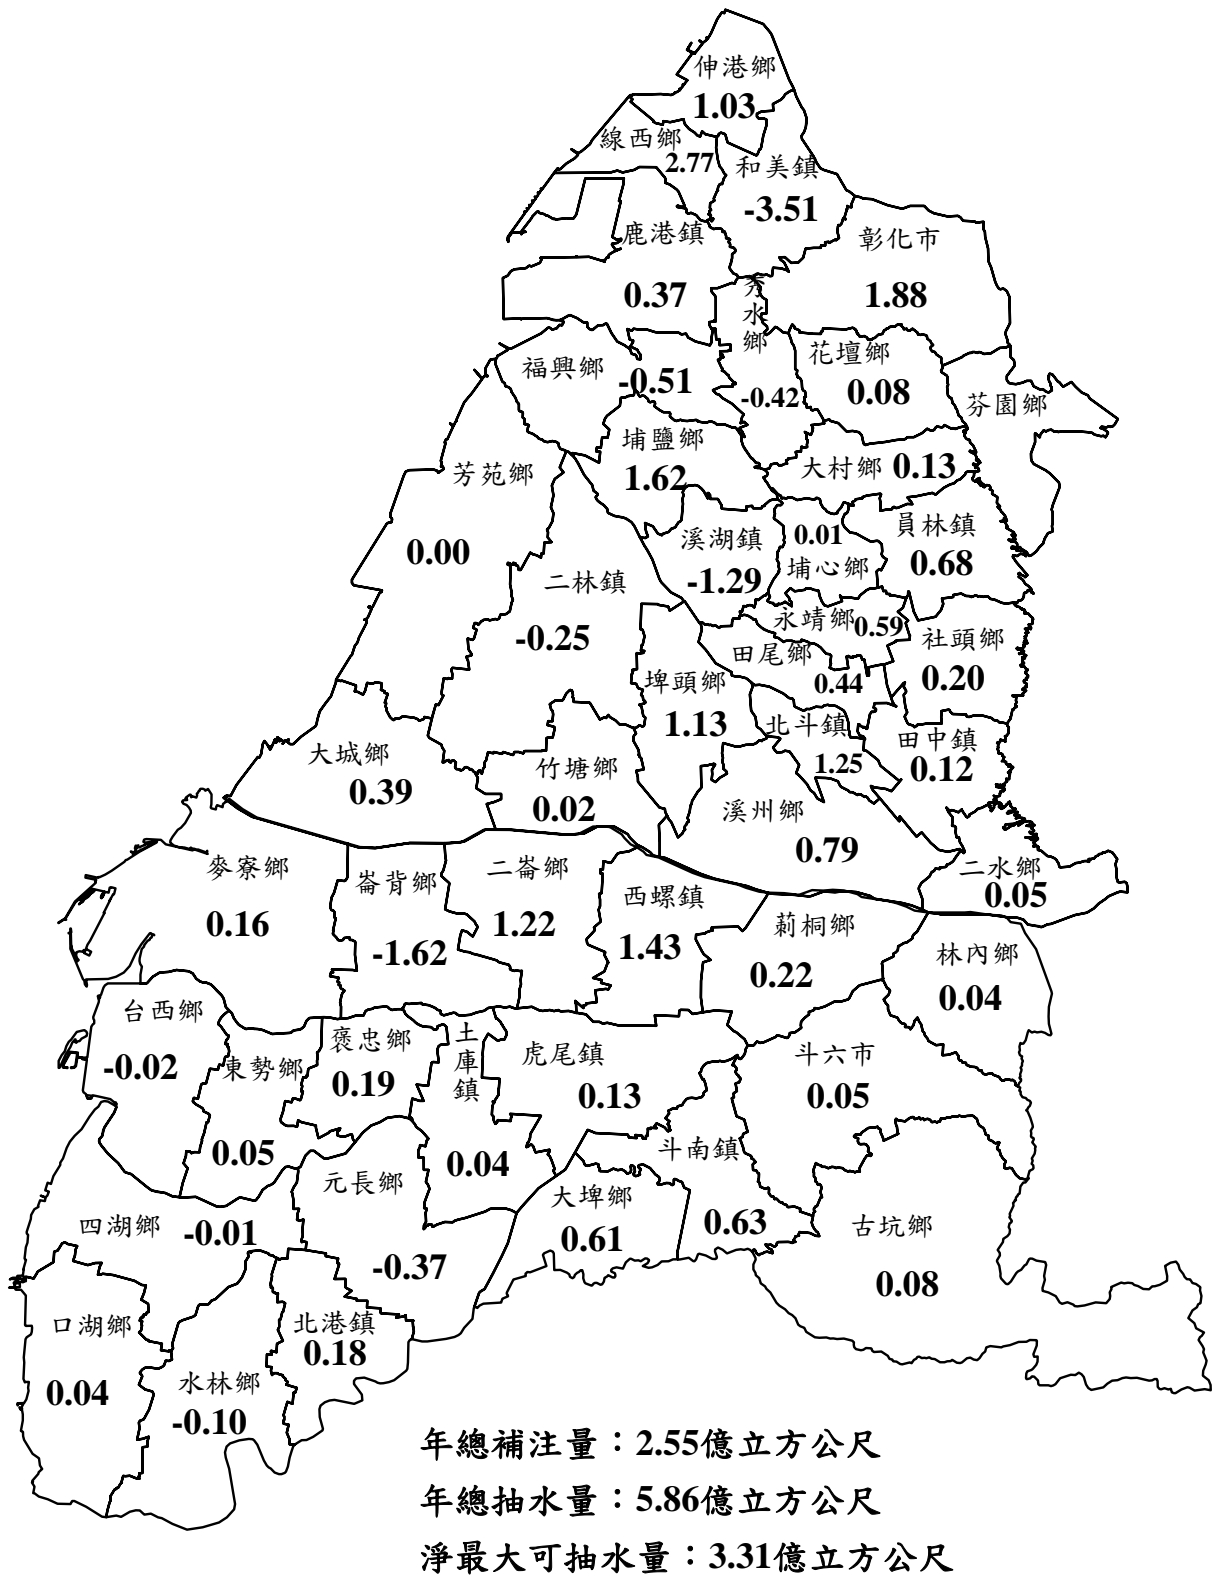 伸港鄉
1.03
線西鄉
2.77
和美鎮
-3.51
鹿港鎮
0.37
彰化市
1.88
秀水鄉
-0.42
福興鄉
-0.51
花壇鄉
0.08
芬園鄉
埔鹽鄉
1.62
大村鄉 0.13
芳苑鄉
0.00
溪湖鎮
-1.29
0.01
埔心鄉
員林鎮
0.68
二林鎮
-0.25
永靖鄉 0.59
田尾鄉
0.44
社頭鄉
0.20
埤頭鄉
1.13
北斗鎮
1.25
田中鎮
0.12
大城鄉
0.39
竹塘鄉
0.02
溪州鄉
0.79
二水鄉
0.05
麥寮鄉
0.16
崙背鄉
-1.62
二崙鄉
1.22
西螺鎮
1.43
莿桐鄉
0.22
林內鄉
0.04
台西鄉
-0.02
東勢鄉
0.05
褒忠鄉
0.19
土庫鎮
0.04
虎尾鎮
0.13
斗六市
0.05
斗南鎮
0.63
元長鄉
-0.37
大埤鄉
0.61
古坑鄉
0.08
四湖鄉 -0.01
口湖鄉
0.04
北港鎮
0.18
水林鄉
-0.10
年總補注量：2.55億立方公尺
年總抽水量：5.86億立方公尺
淨最大可抽水量：3.31億立方公尺